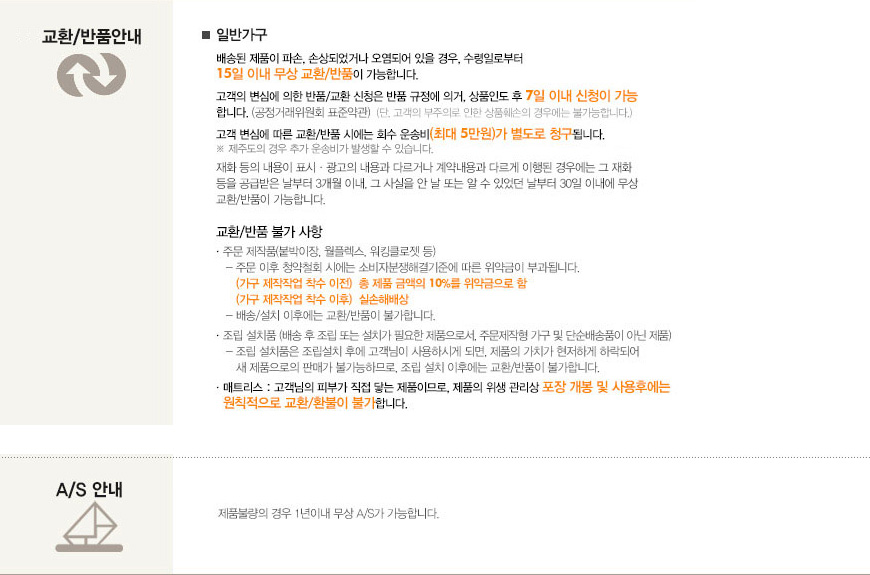 교환/반품안내
■ 일반가구
배송된 제품이 파손, 손상되었거나 오염되어 있을 경우, 수령일로부터
15일 이내 무상 교환/반품이 가능합니다.
고객의 변심에 의한 반품/교환 신청은 반품 규정에 의거, 상품인도 후 7일 이내 신청이 가능
합니다. (공정거래위원회 표준약관) (단, 고객의 부주의로 인한 상품훼손의 경우에는 불가능합니다.)
고객 변심에 따른 교환/반품 시에는 회수 운송비(최대 5만원)가 별도로 청구됩니다.
※ 제주도의 경우 추가 운송비가 발생할 수 있습니다.
재화 등의 내용이 표시·광고의 내용과 다르거나 계약내용과 다르게 이행된 경우에는 그 재화
등을 공급받은 날부터 3개월 이내, 그 사실을 안 날 또는 알 수 있었던 날부터 30일 이내에 무상
교환/반품이 가능합니다.
교환/반품 불가 사항
· 주문 제작품(붙박이장, 월플렉스, 워킹클로젯 등)
– 주문 이후 청약철회 시에는 소비자분쟁해결기준에 따른 위약금이 부과됩니다.
(가구 제작작업 착수 이전) 총 제품 금액의 10%를 위약금으로 함
(가구 제작작업 착수 이후) 실손해배상
– 배송/설치 이후에는 교환/반품이 불가합니다.
· 조립 설치품 (배송 후 조립 또는 설치가 필요한 제품으로서, 주문제작형 가구 및 단순배송품이 아닌 제품)
– 조립 설치품은 조립설치 후에 고객님이 사용하시게 되면, 제품의 가치가 현저하게 하락되어
새 제품으로의 판매가 불가능하므로, 조립 설치 이후에는 교환/반품이 불가합니다.
· 매트리스 : 고객님의 피부가 직접 닿는 제품이므로, 제품의 위생 관리상 포장 개봉 및 사용후에는
원칙적으로 교환/환불이 불가합니다.
A/S 안내
제품불량의 경우 1년이내 무상 A/S가 가능합니다.